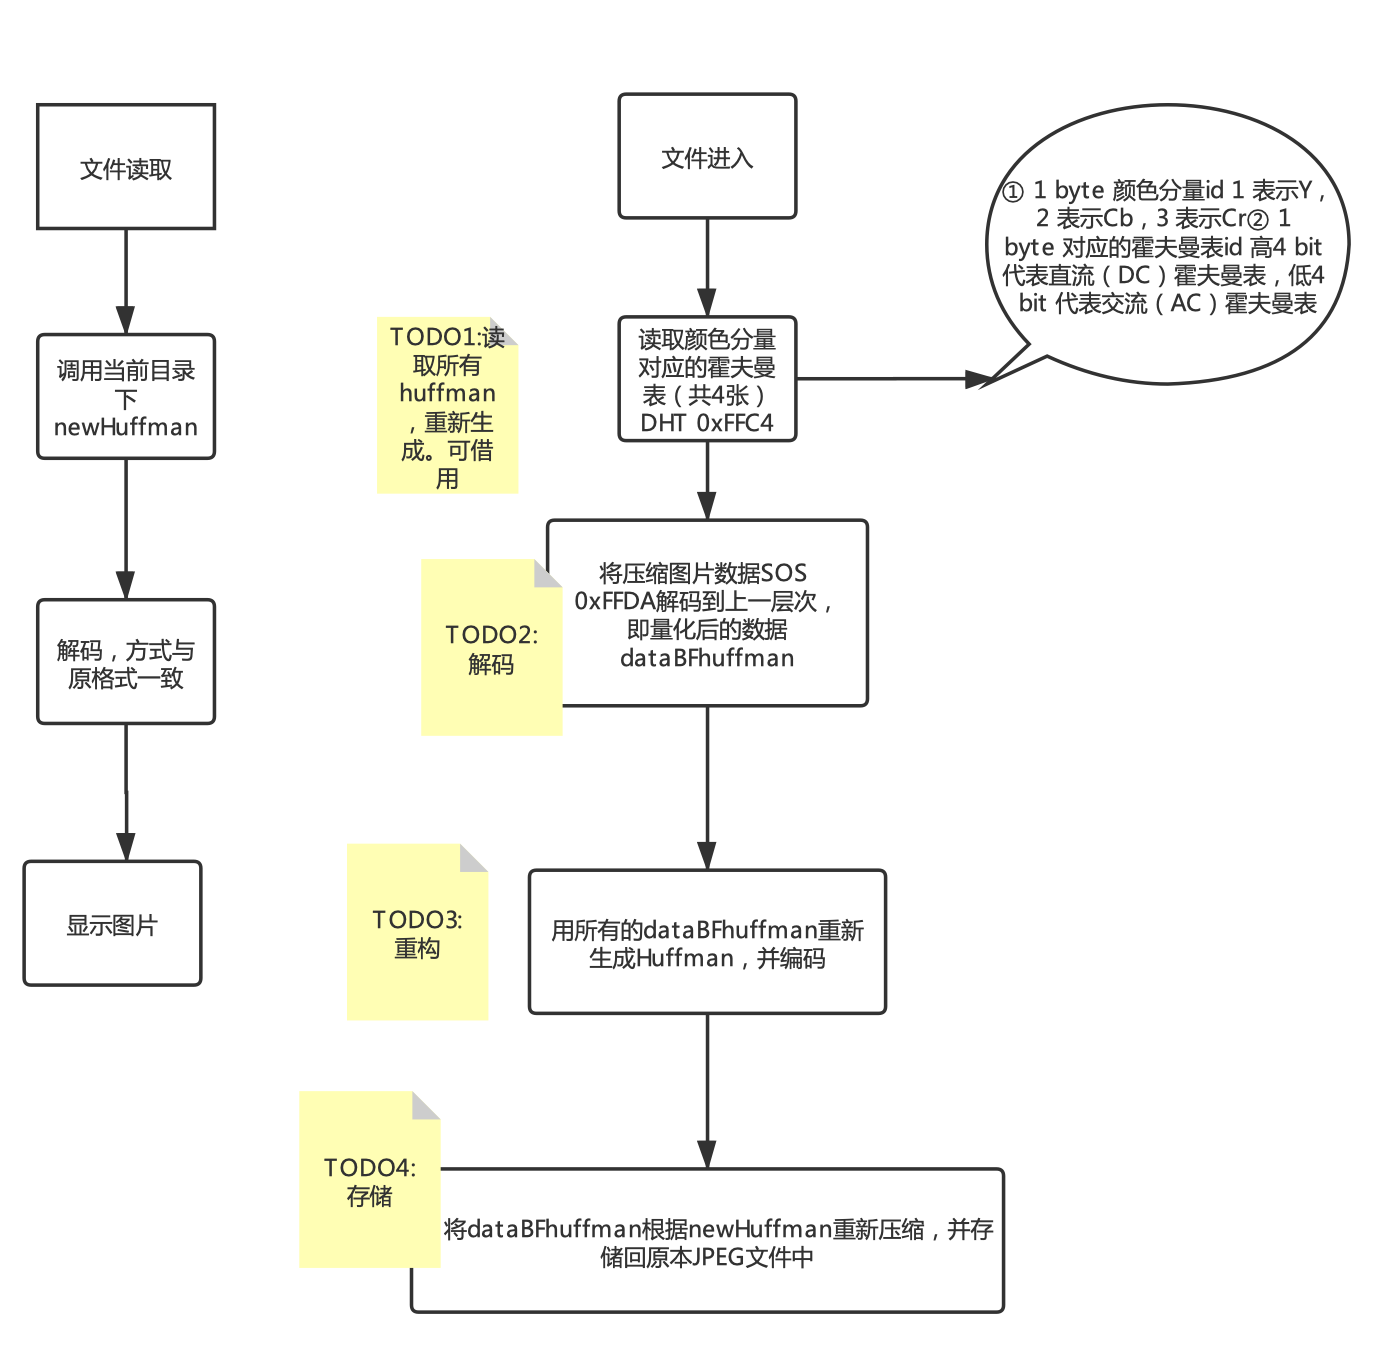 文件读取
调用当前目录
下
newHuffman
解码，方式与
原格式一致
显示图片
文件进入
TODO1:读
取所有
huffman
，重新生
成。可借
用
读取颜色分量
对应的霍夫曼
表（共4张）
DHT 0xFFC4
① 1 byte 颜色分量id 1 表示Y，
2 表示Cb，3 表示Cr② 1
byte 对应的霍夫曼表id 高4 bit
代表直流（DC）霍夫曼表，低4
bit 代表交流（AC）霍夫曼表
TODO2:
解码
将压缩图片数据SOS
0xFFDA解码到上一层次，
即量化后的数据
dataBFhuffman
TODO3:
重构
用所有的dataBFhuffman重新
生成Huffman，并编码
TODO4:
存储
将dataBFhuffman根据newHuffman重新压缩，并存
储回原本JPEG文件中